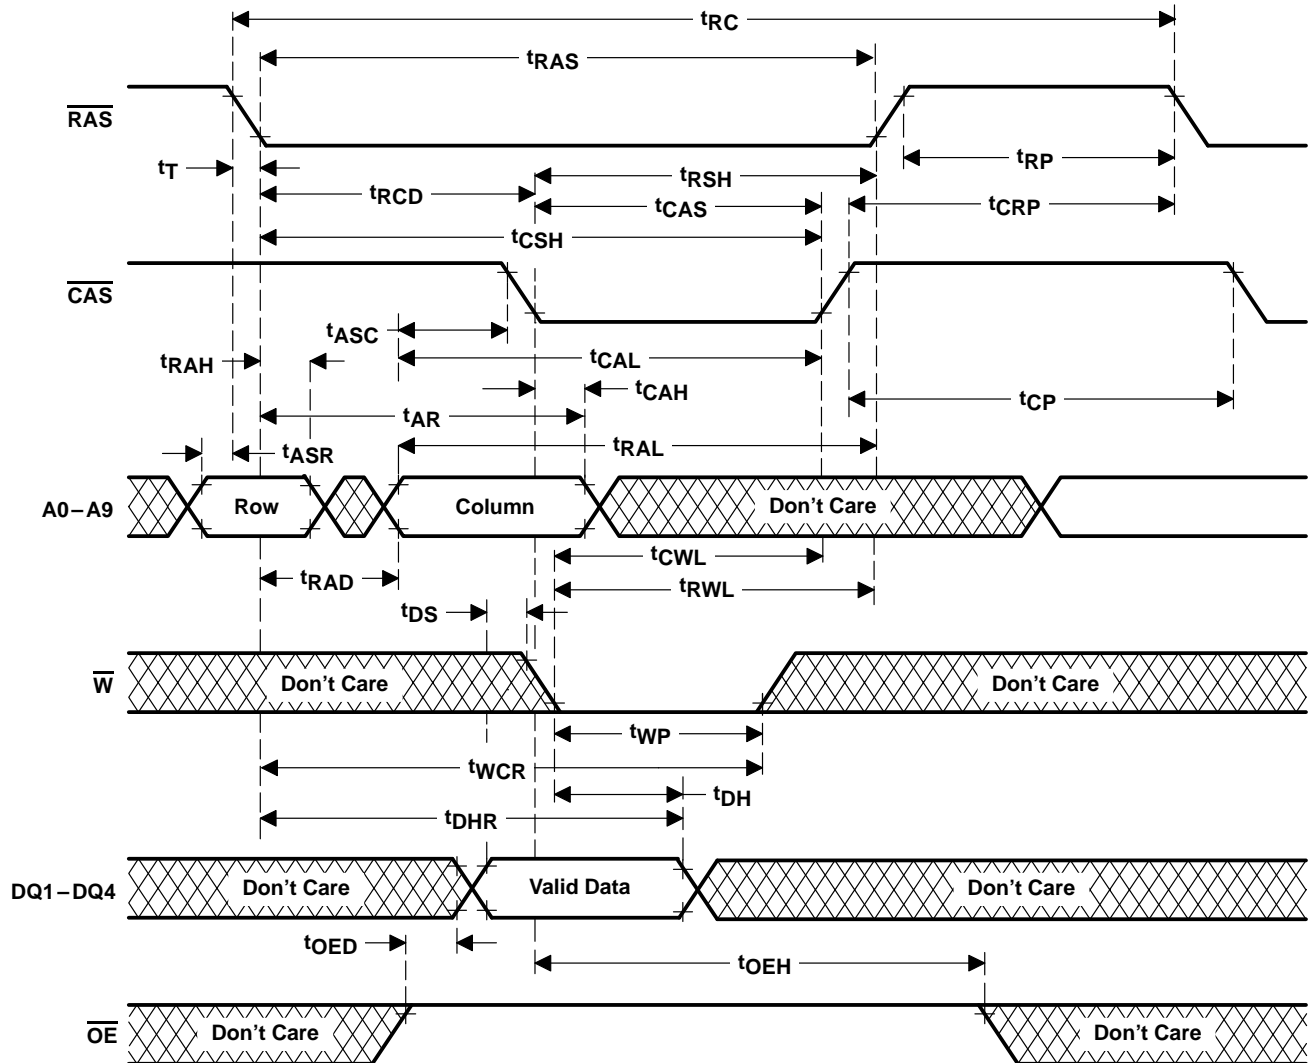 tRC
tRAS
RAS
tT
tRP
tRSH
tRCD
tCAS
tCRP
tCSH
CAS
tASC
tRAH
tCAL
tCAH
tCP
tAR
tASR
tRAL
A0–A9
Row
Column
Don't Care
tCWL
tRAD
tRWL
tDS
W
Don't Care
Don't Care
tWP
tWCR
tDH
tDHR
DQ1–DQ4
Don't Care
Valid Data
Don't Care
tOED
tOEH
OE
Don't Care
Don't Care